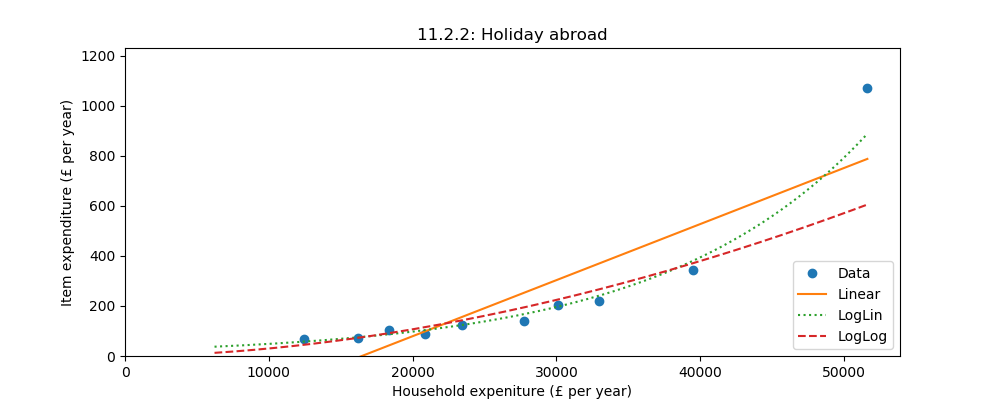 11.2.2: Holiday abroad
Item expenditure (£ per year)
1200
1000
800
600
400
200
0
0 10000 20000 30000 40000 50000
Household expeniture (£ per year)
Data
Linear
LogLin
LogLog